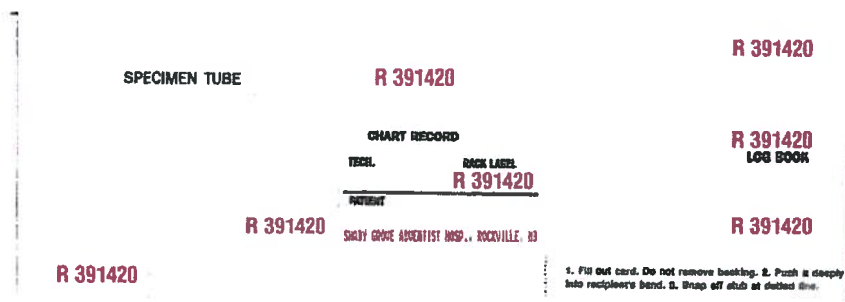 R 391420
SPECIMEN TUBE R 391420
CHART RECORD
R 391420
LOG BOOK
TECH. RACK LABEL
R 391420
PATIENT
R 391420
SHADY GROVE ADVENTIST HOSP., ROCKVILLE, MD
R 391420
R 391420
1. Fill out card. Do not remove backing. 2. Push it deeply
into recipient's band. 3. Snap off stub at dotted line.